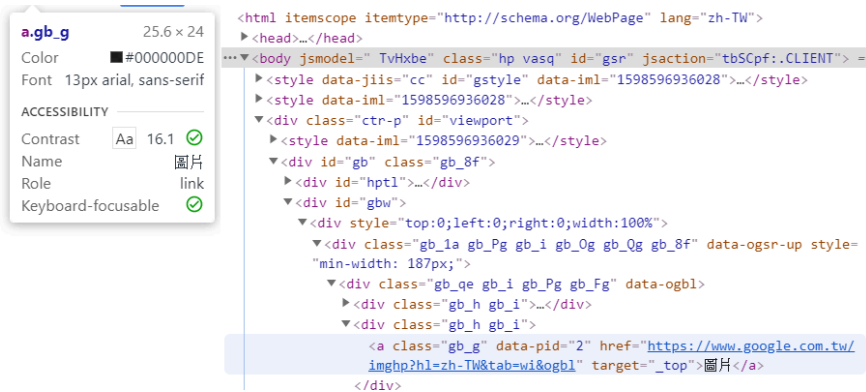 a.gb_g 25.6 × 24
Color #000000DE
Font 13px arial, sans-serif
ACCESSIBILITY
Contrast Aa 16.1
Name 圖片
Role link
Keyboard-focusable
<html itemscope itemtype="http://schema.org/WebPage" lang="zh-TW">
▶<head>…</head>
…▼<body jsmodel=" TvHxbe" class="hp vasq" id="gsr" jsaction="tbSCpf:.CLIENT"> =
▶<style data-jiis="cc" id="gstyle" data-iml="1598596936028">…</style>
▶<style data-iml="1598596936028">…</style>
▼<div class="ctr-p" id="viewport">
▶<style data-iml="1598596936029">…</style>
▼<div id="gb" class="gb_8f">
▶<div id="hptl">…</div>
▼<div id="gbw">
▼<div style="top:0;left:0;right:0;width:100%">
▼<div class="gb_1a gb_Pg gb_i gb_Og gb_Qg gb_8f" data-ogsr-up style=
"min-width: 187px;">
▼<div class="gb_qe gb_i gb_Pg gb_Fg" data-ogbl>
▶<div class="gb_h gb_i">…</div>
▼<div class="gb_h gb_i">
<a class="gb_g" data-pid="2" href="https://www.google.com.tw/
imghp?hl=zh-TW&tab=wi&ogbl" target="_top">圖片</a>
</div>